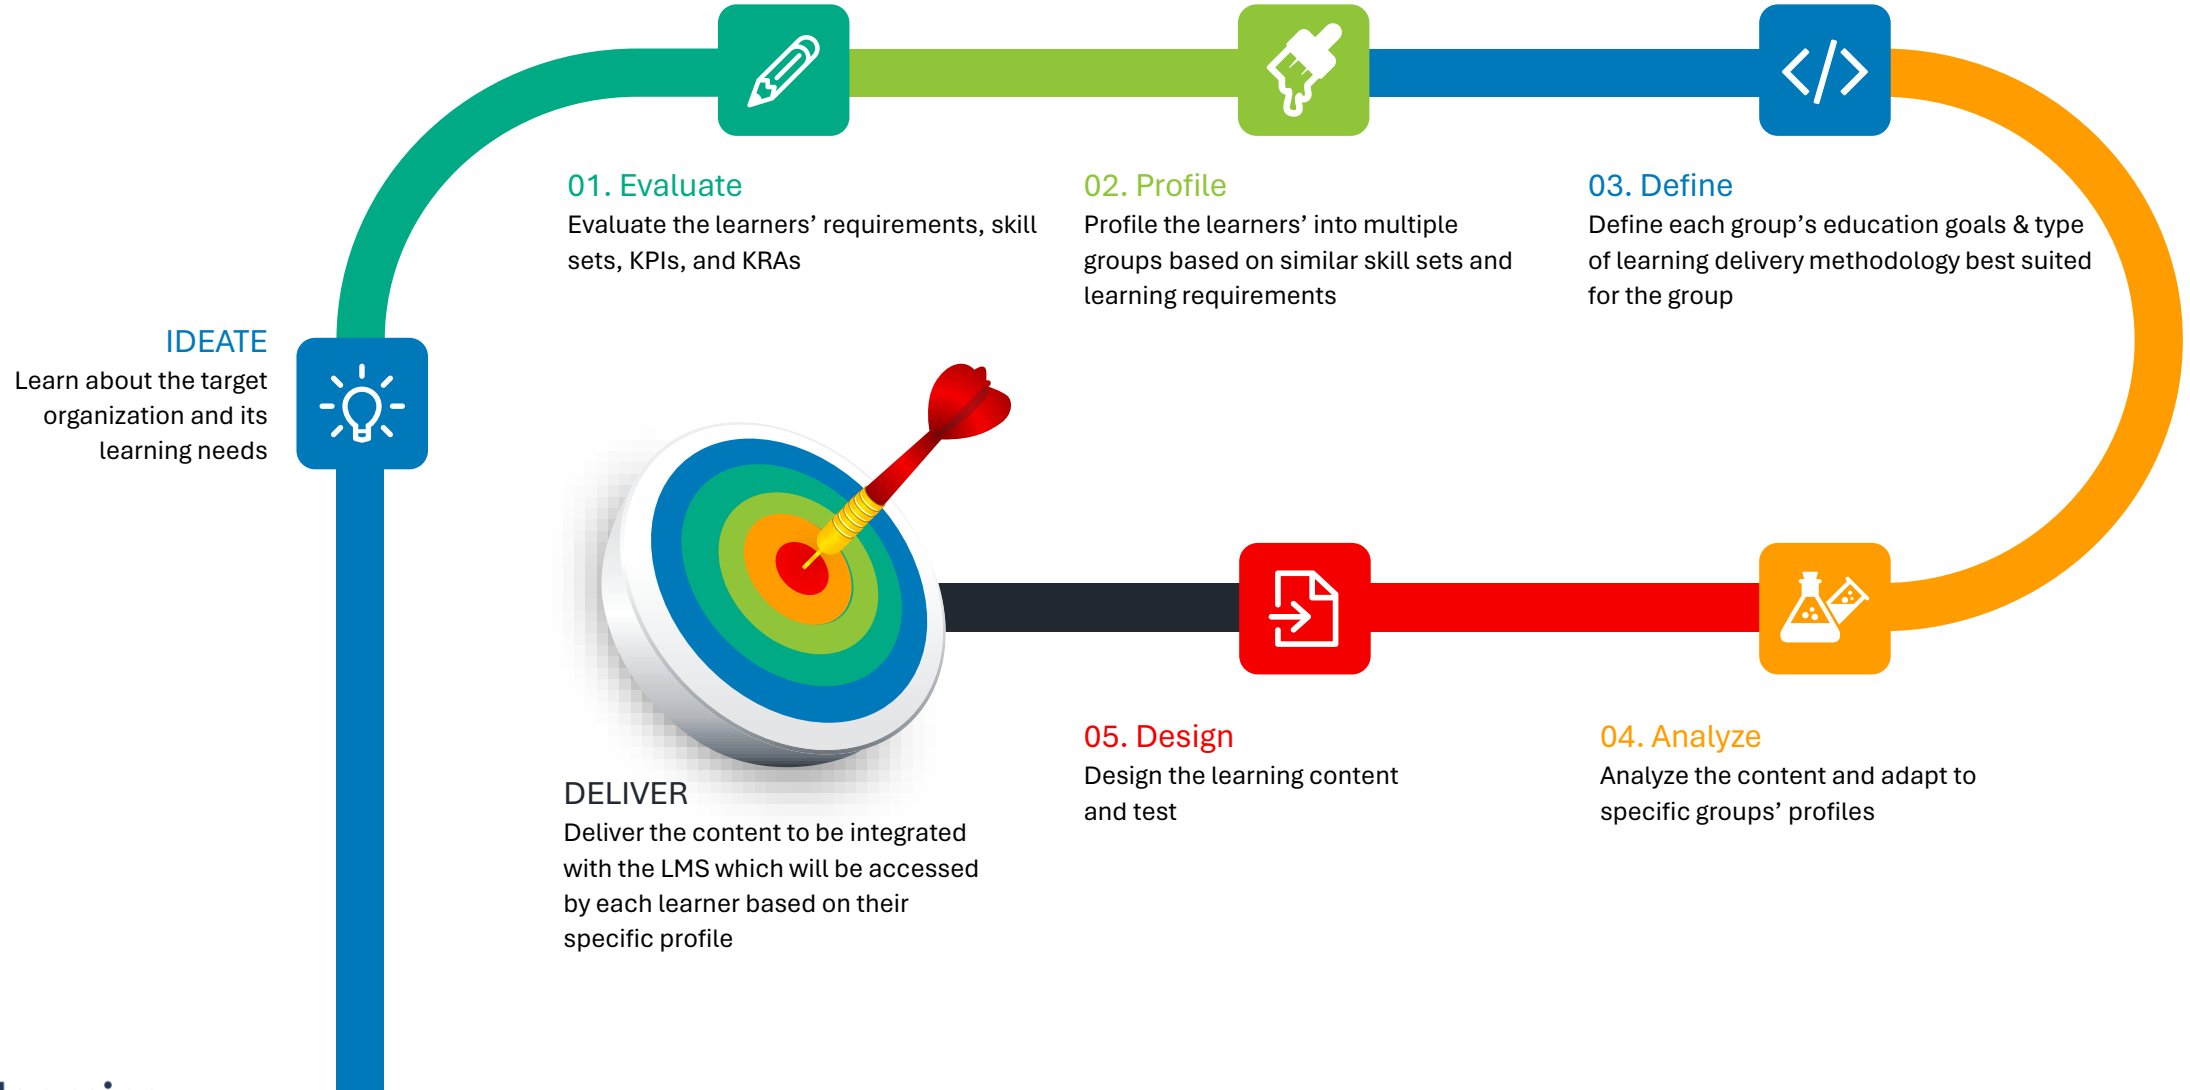 IDEATE
Learn about the target
organization and its
learning needs
01. Evaluate
Evaluate the learners’ requirements, skill
sets, KPIs, and KRAs
02. Profile
Profile the learners’ into multiple
groups based on similar skill sets and
learning requirements
03. Define
Define each group’s education goals & type
of learning delivery methodology best suited
for the group
04. Analyze
Analyze the content and adapt to
specific groups’ profiles
05. Design
Design the learning content
and test
DELIVER
Deliver the content to be integrated
with the LMS which will be accessed
by each learner based on their
specific profile